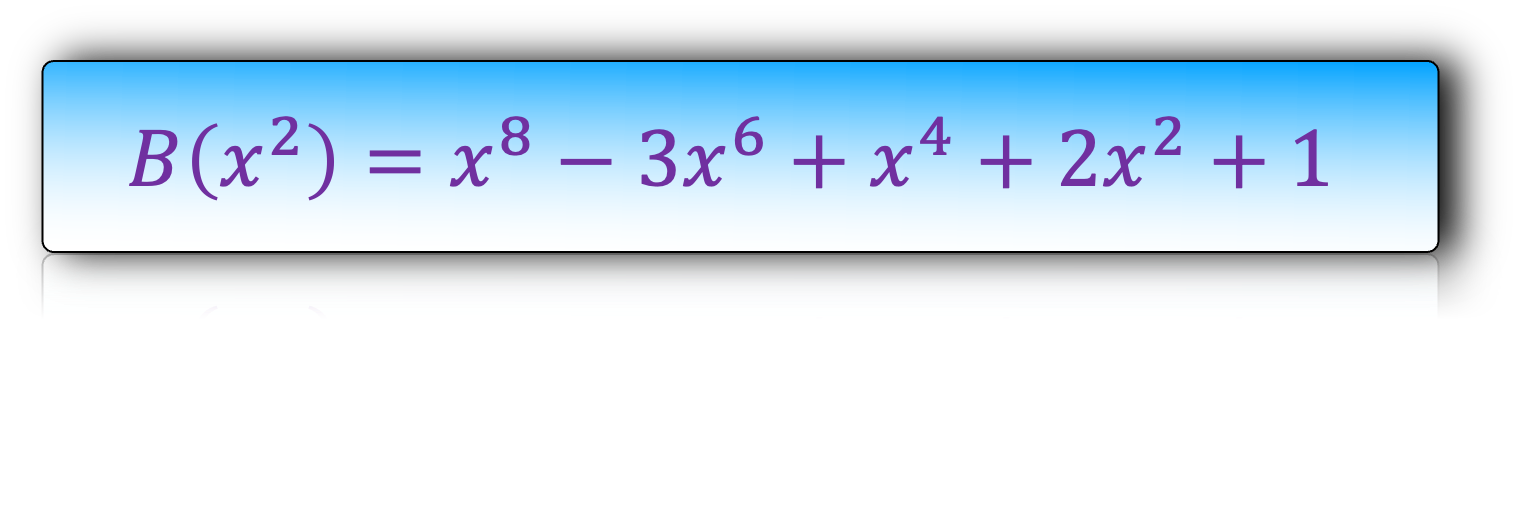 B(x²) = x⁸ − 3x⁶ + x⁴ + 2x² + 1